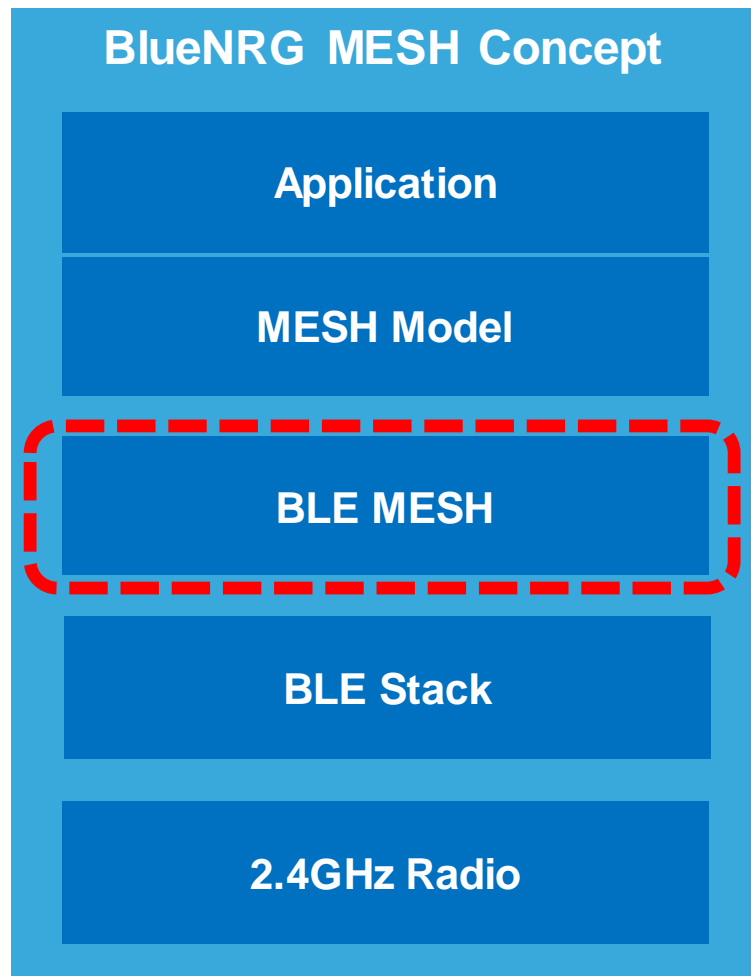 BlueNRG MESH Concept
Application
MESH Model
BLE MESH
BLE Stack
2.4GHz Radio